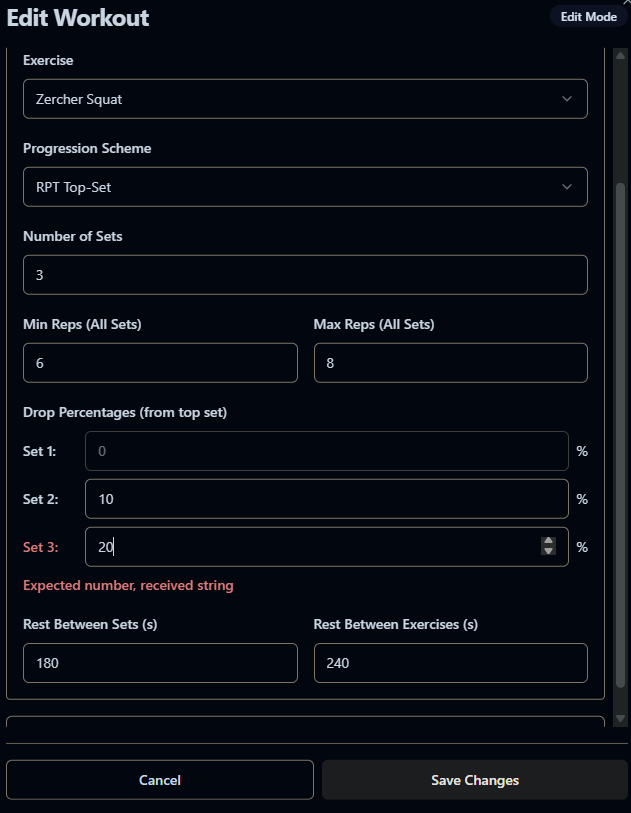 Edit Workout
Edit Mode
Exercise
Zercher Squat
Progression Scheme
RPT Top-Set
Number of Sets
3
Min Reps (All Sets) Max Reps (All Sets)
6 8
Drop Percentages (from top set)
Set 1: 0 %
Set 2: 10 %
Set 3: 20 %
Expected number, received string
Rest Between Sets (s) Rest Between Exercises (s)
180 240
Cancel Save Changes